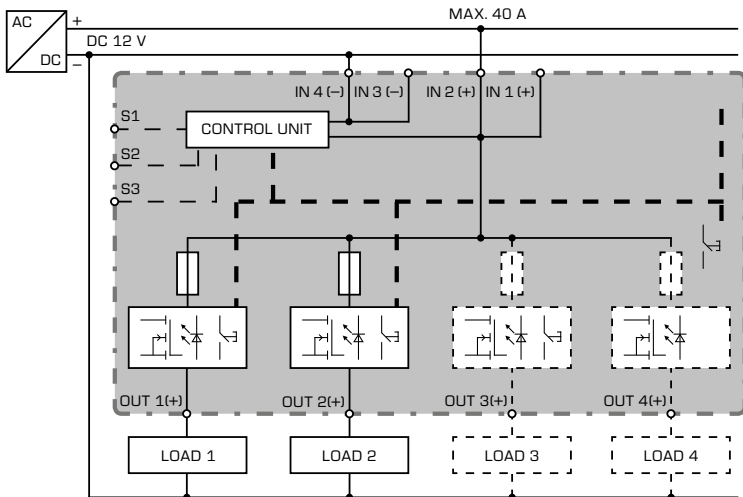 AC
+
MAX. 40 A
DC 12 V
DC
–
IN 4 (–) IN 3 (–) IN 2 (+) IN 1 (+)
S1
CONTROL UNIT
S2
S3
OUT 1(+) OUT 2(+) OUT 3(+) OUT 4(+)
LOAD 1 LOAD 2 LOAD 3 LOAD 4